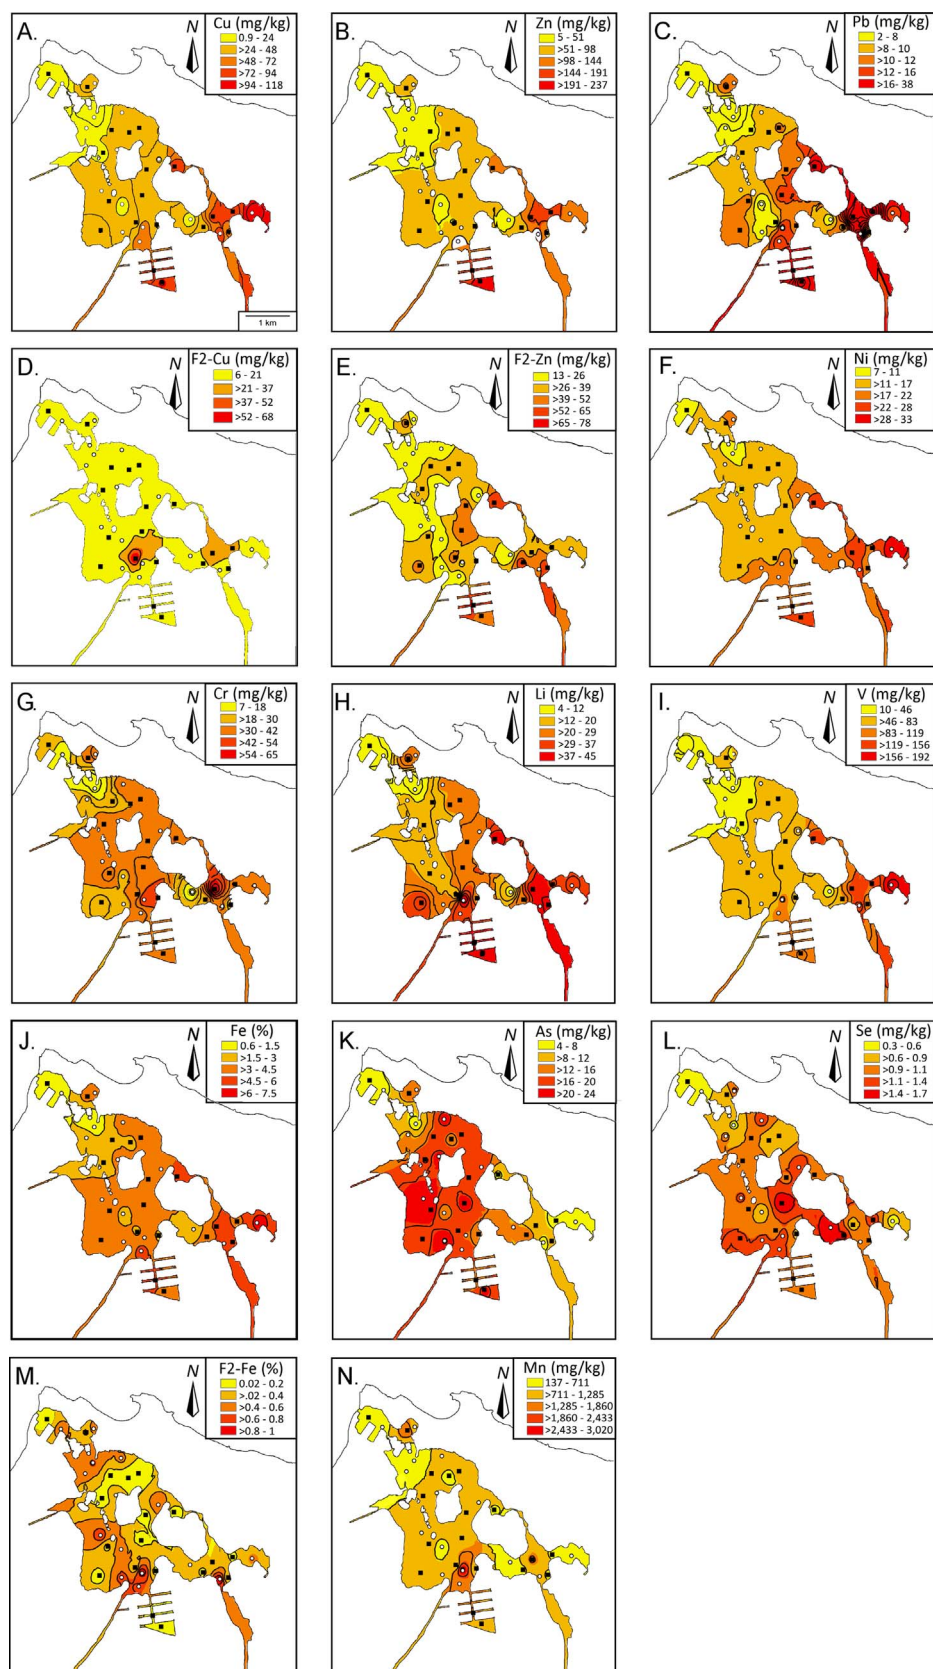 A.
N
Cu (mg/kg)
0.9 - 24
>24 - 48
>48 - 72
>72 - 94
>94 - 118
1 km
B.
N
Zn (mg/kg)
5 - 51
>51 - 98
>98 - 144
>144 - 191
>191 - 237
C.
N
Pb (mg/kg)
2 - 8
>8 - 10
>10 - 12
>12 - 16
>16 - 38
D.
N
F2-Cu (mg/kg)
6 - 21
>21 - 37
>37 - 52
>52 - 68
E.
N
F2-Zn (mg/kg)
13 - 26
>26 - 39
>39 - 52
>52 - 65
>65 - 78
F.
N
Ni (mg/kg)
7 - 11
>11 - 17
>17 - 22
>22 - 28
>28 - 33
G.
N
Cr (mg/kg)
7 - 18
>18 - 30
>30 - 42
>42 - 54
>54 - 65
H.
N
Li (mg/kg)
4 - 12
>12 - 20
>20 - 29
>29 - 37
>37 - 45
I.
N
V (mg/kg)
10 - 46
>46 - 83
>83 - 119
>119 - 156
>156 - 192
J.
N
Fe (%)
0.6 - 1.5
>1.5 - 3
>3 - 4.5
>4.5 - 6
>6 - 7.5
K.
N
As (mg/kg)
4 - 8
>8 - 12
>12 - 16
>16 - 20
>20 - 24
L.
N
Se (mg/kg)
0.3 - 0.6
>0.6 - 0.9
>0.9 - 1.1
>1.1 - 1.4
>1.4 - 1.7
M.
N
F2-Fe (%)
0.02 - 0.2
>.02 - 0.4
>0.4 - 0.6
>0.6 - 0.8
>0.8 - 1
N.
N
Mn (mg/kg)
137 - 711
>711 - 1,285
>1,285 - 1,860
>1,860 - 2,433
>2,433 - 3,020